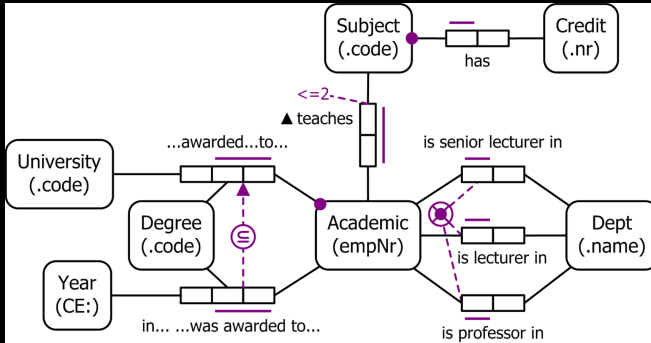 Subject
(.code)
Credit
(.nr)
has
<=2
▲ teaches
...awarded...to...
is senior lecturer in
University
(.code)
Degree
(.code)
Academic
(empNr)
Dept
(.name)
is lecturer in
Year
(CE:)
in... ...was awarded to...
is professor in